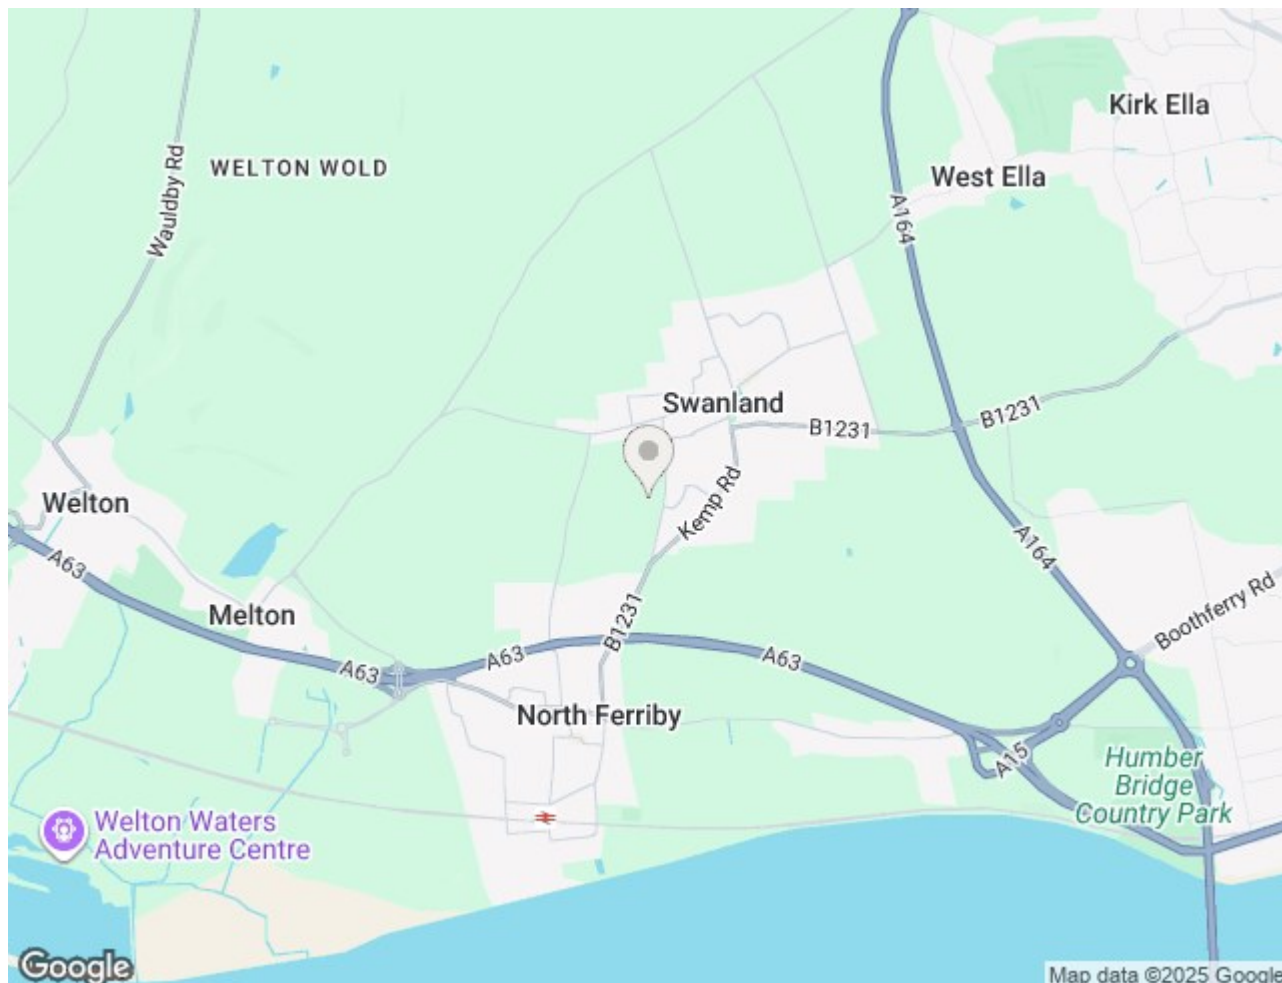 Kirk Ella
WELTON WOLD
West Ella
Wauldby Rd
A164
Swanland
B1231
B1231
Kemp Rd
Welton
A63
A164
Boothferry Rd
Melton
B1231
A63
A63
A63
North Ferriby
A15
Humber
Bridge
Country Park
Welton Waters
Adventure Centre
Google
Map data ©2025 Google